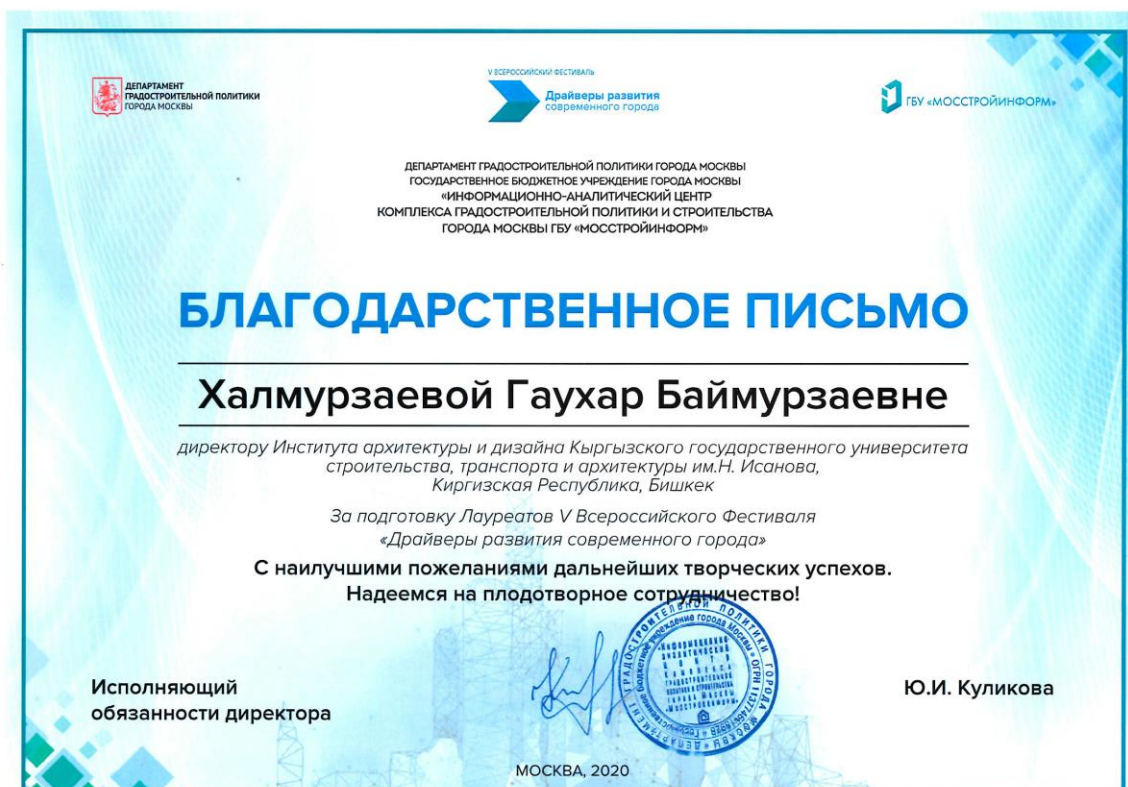 ДЕПАРТАМЕНТ
ГРАДОСТРОИТЕЛЬНОЙ ПОЛИТИКИ
ГОРОДА МОСКВЫ
V ВСЕРОССИЙСКИЙ ФЕСТИВАЛЬ
Драйверы развития
современного города
ГБУ «МОССТРОЙИНФОРМ»
ДЕПАРТАМЕНТ ГРАДОСТРОИТЕЛЬНОЙ ПОЛИТИКИ ГОРОДА МОСКВЫ
ГОСУДАРСТВЕННОЕ БЮДЖЕТНОЕ УЧРЕЖДЕНИЕ ГОРОДА МОСКВЫ
«ИНФОРМАЦИОННО-АНАЛИТИЧЕСКИЙ ЦЕНТР
КОМПЛЕКСА ГРАДОСТРОИТЕЛЬНОЙ ПОЛИТИКИ И СТРОИТЕЛЬСТВА
ГОРОДА МОСКВЫ ГБУ «МОССТРОЙИНФОРМ»
БЛАГОДАРСТВЕННОЕ ПИСЬМО
Халмурзаевой Гаухар Баймурзаевне
директору Института архитектуры и дизайна Кыргызского государственного университета
строительства, транспорта и архитектуры им.Н. Исанова,
Киргизская Республика, Бишкек
За подготовку Лауреатов V Всероссийского Фестиваля
«Драйверы развития современного города»
С наилучшими пожеланиями дальнейших творческих успехов.
Надеемся на плодотворное сотрудничество!
Исполняющий
обязанности директора
Ю.И. Куликова
МОСКВА, 2020